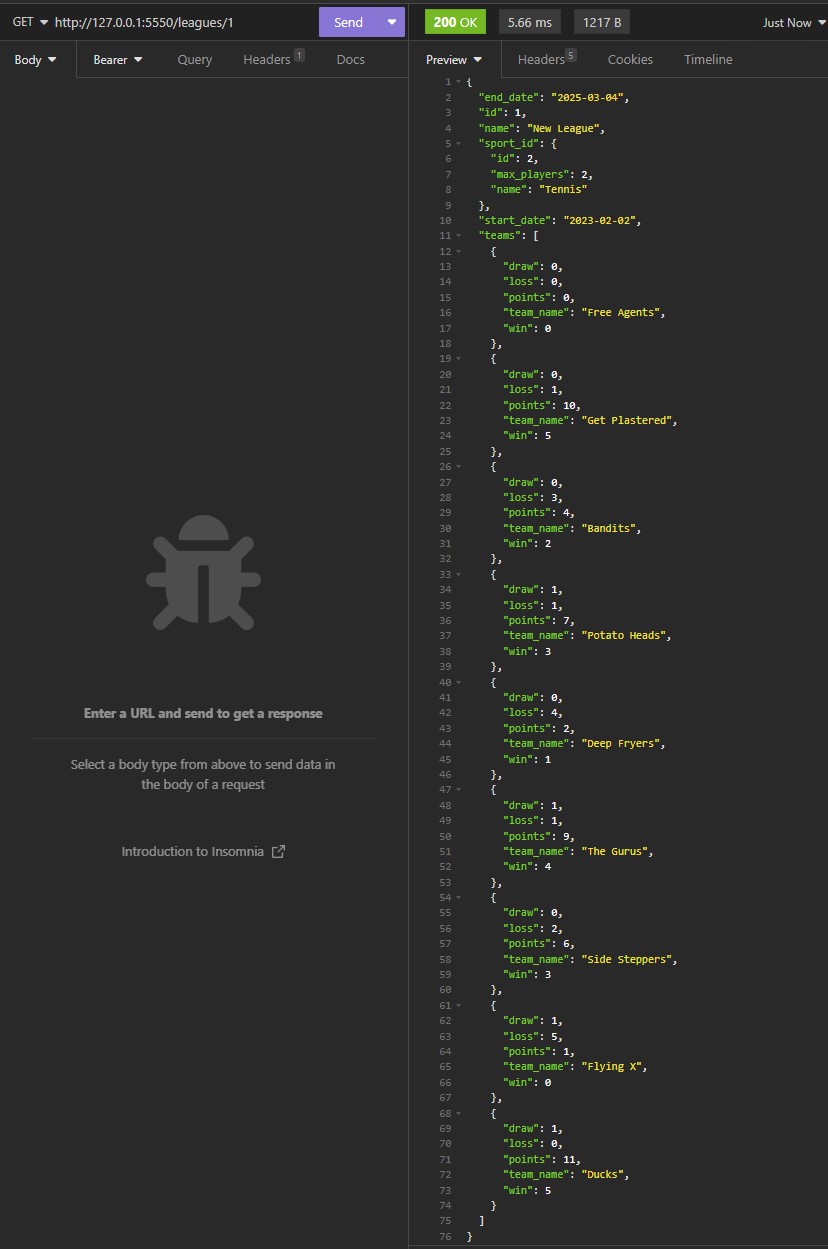 GET http://127.0.0.1:5550/leagues/1 Send 200 OK 5.66 ms 1217 B Just Now
Body Bearer Query Headers 1 Docs Preview Headers 5 Cookies Timeline
Enter a URL and send to get a response
Select a body type from above to send data in
the body of a request
Introduction to Insomnia
1 {
2 "end_date": "2025-03-04",
3 "id": 1,
4 "name": "New League",
5 "sport_id": {
6 "id": 2,
7 "max_players": 2,
8 "name": "Tennis"
9 },
10 "start_date": "2023-02-02",
11 "teams": [
12 {
13 "draw": 0,
14 "loss": 0,
15 "points": 0,
16 "team_name": "Free Agents",
17 "win": 0
18 },
19 {
20 "draw": 0,
21 "loss": 1,
22 "points": 10,
23 "team_name": "Get Plastered",
24 "win": 5
25 },
26 {
27 "draw": 0,
28 "loss": 3,
29 "points": 4,
30 "team_name": "Bandits",
31 "win": 2
32 },
33 {
34 "draw": 1,
35 "loss": 1,
36 "points": 7,
37 "team_name": "Potato Heads",
38 "win": 3
39 },
40 {
41 "draw": 0,
42 "loss": 4,
43 "points": 2,
44 "team_name": "Deep Fryers",
45 "win": 1
46 },
47 {
48 "draw": 1,
49 "loss": 1,
50 "points": 9,
51 "team_name": "The Gurus",
52 "win": 4
53 },
54 {
55 "draw": 0,
56 "loss": 2,
57 "points": 6,
58 "team_name": "Side Steppers",
59 "win": 3
60 },
61 {
62 "draw": 1,
63 "loss": 5,
64 "points": 1,
65 "team_name": "Flying X",
66 "win": 0
67 },
68 {
69 "draw": 1,
70 "loss": 0,
71 "points": 11,
72 "team_name": "Ducks",
73 "win": 5
74 }
75 ]
76 }